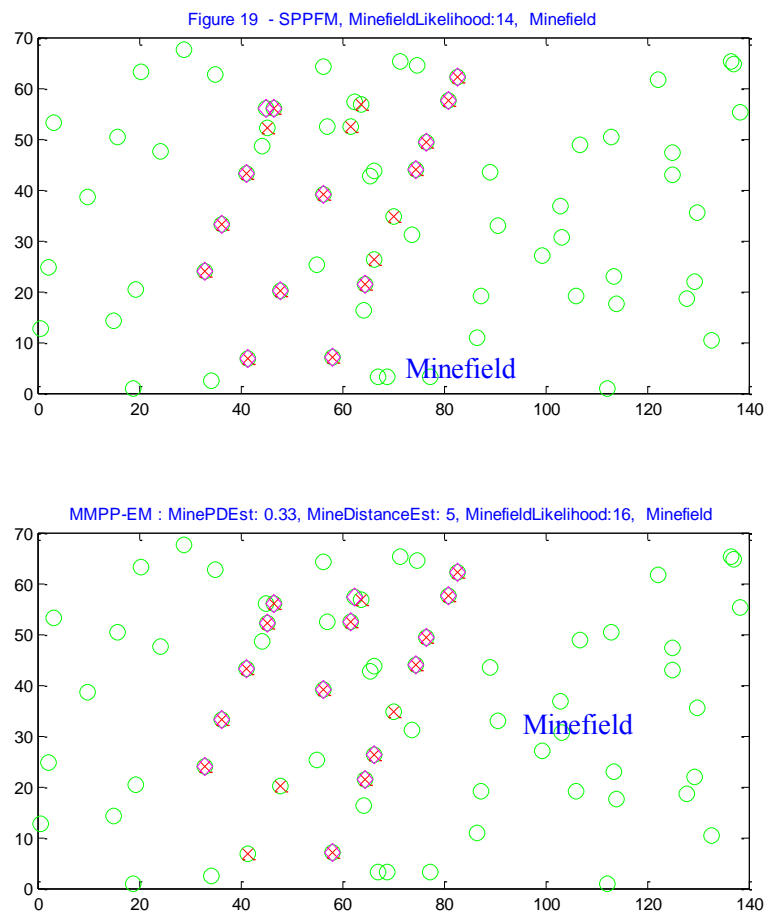 Figure 19 - SPPFM, MinefieldLikelihood:14, Minefield
70
60
50
40
30
20
10
0
Minefield
0 20 40 60 80 100 120 140
MMPP-EM : MinePDEst: 0.33, MineDistanceEst: 5, MinefieldLikelihood:16, Minefield
70
60
50
40
30
20
10
0
Minefield
0 20 40 60 80 100 120 140